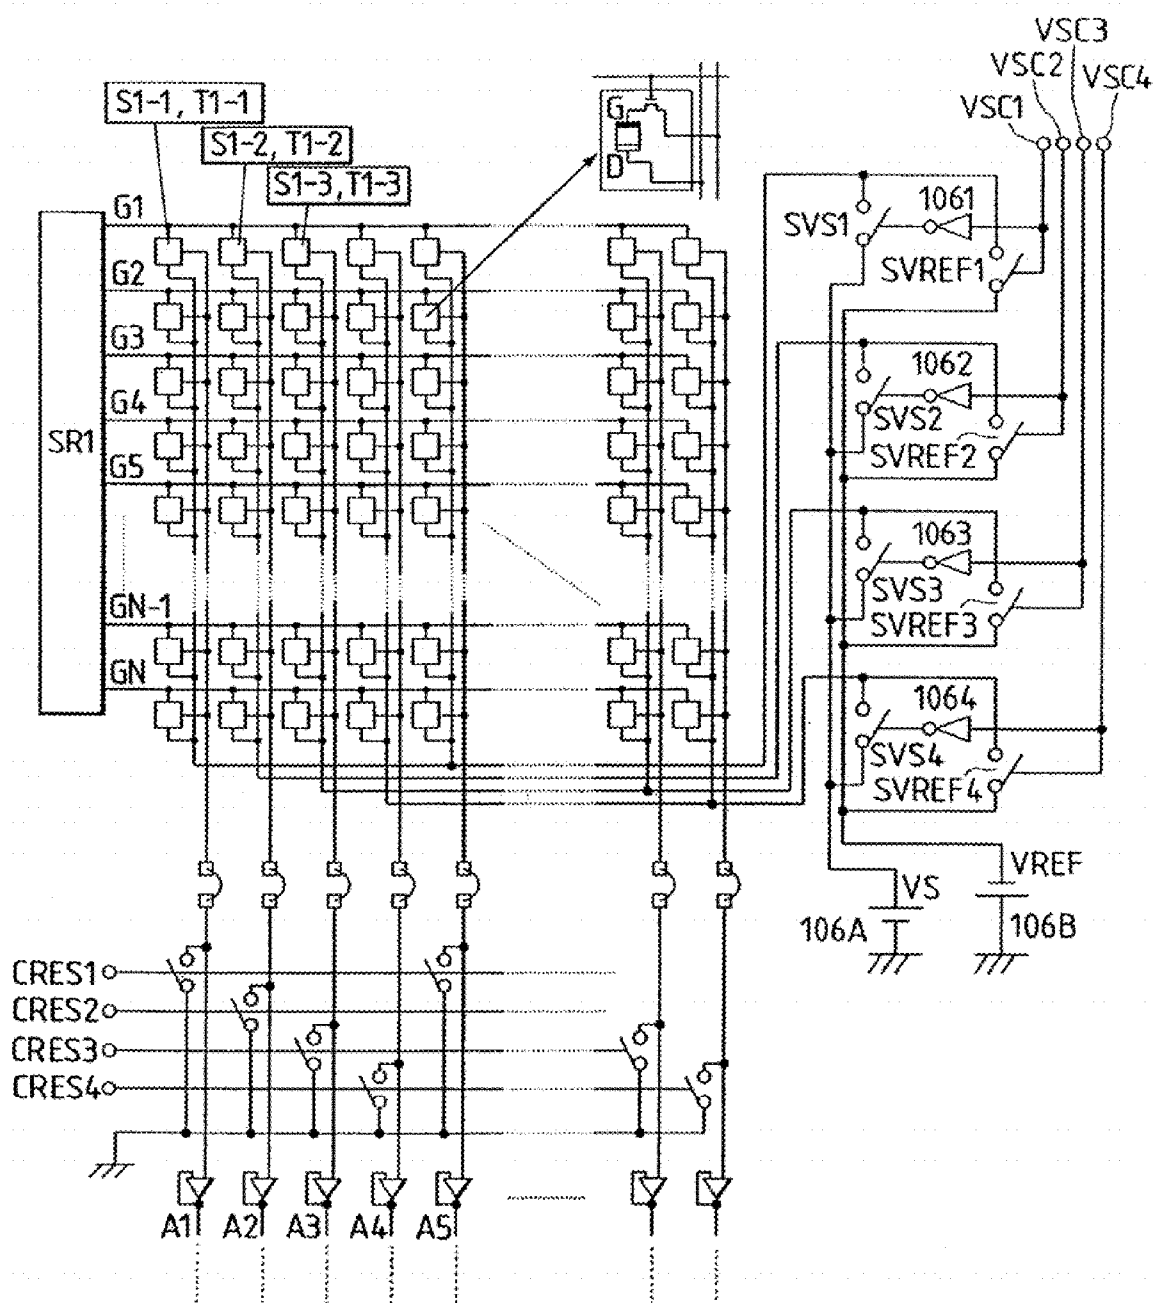 VSC3
VSC2
VSC4
VSC1
S1-1, T1-1
S1-2, T1-2
S1-3, T1-3
G
D
G1
G2
G3
G4
G5
GN-1
GN
SR1
SVS1
1061
SVREF1
1062
SVS2
SVREF2
1063
SVS3
SVREF3
1064
SVS4
SVREF4
VS
VREF
106A
106B
CRES1
CRES2
CRES3
CRES4
A1 A2 A3 A4 A5